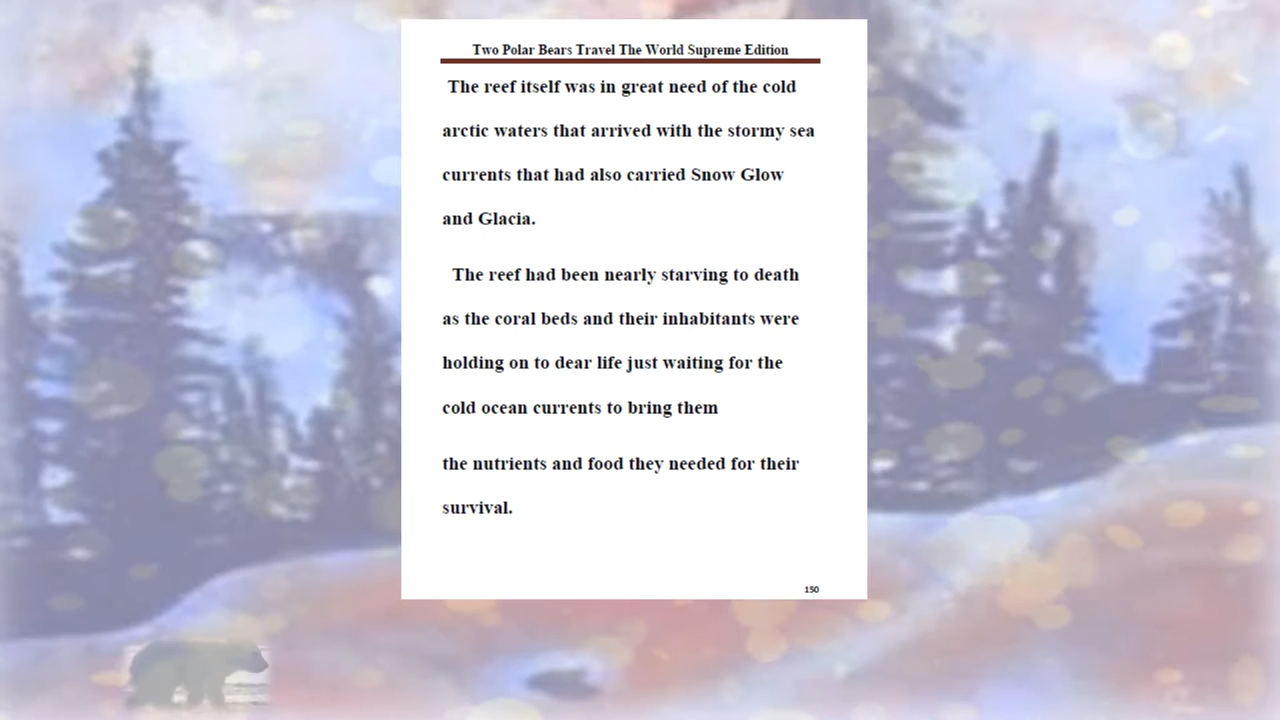 Two Polar Bears Travel The World Supreme Edition
The reef itself was in great need of the cold
arctic waters that arrived with the stormy sea
currents that had also carried Snow Glow
and Glacia.
The reef had been nearly starving to death
as the coral beds and their inhabitants were
holding on to dear life just waiting for the
cold ocean currents to bring them
the nutrients and food they needed for their
survival.
150